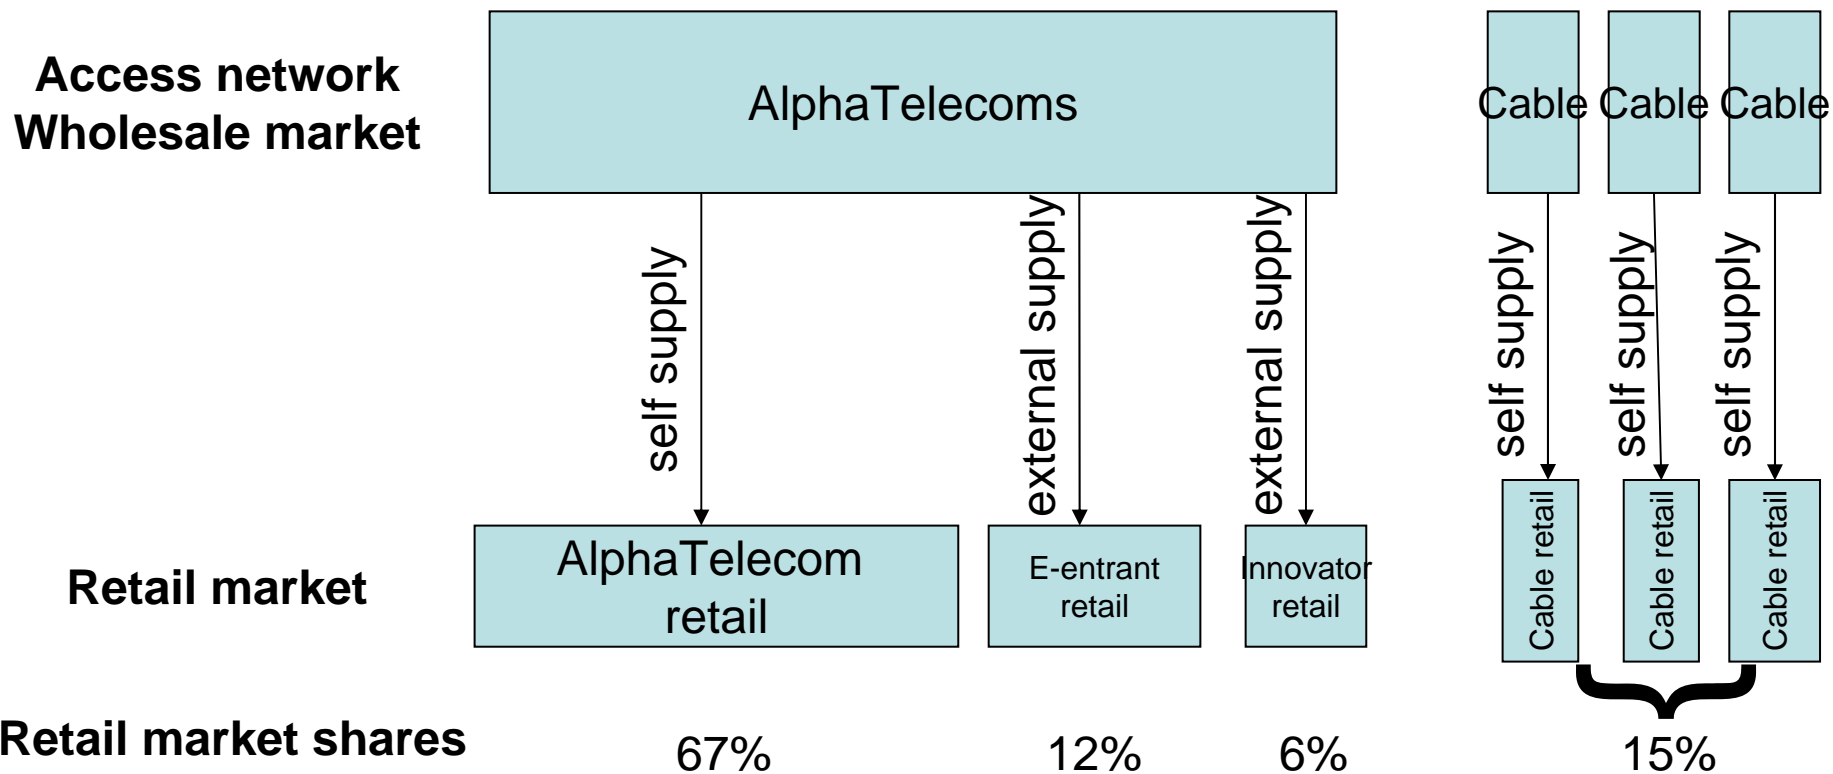 Access network
Wholesale market
AlphaTelecoms
Cable
Cable
Cable
self supply
external supply
external supply
self supply
self supply
self supply
Retail market
AlphaTelecom
retail
E-entrant
retail
Innovator
retail
Cable retail
Cable retail
Cable retail
Retail market shares
67%
12%
6%
15%